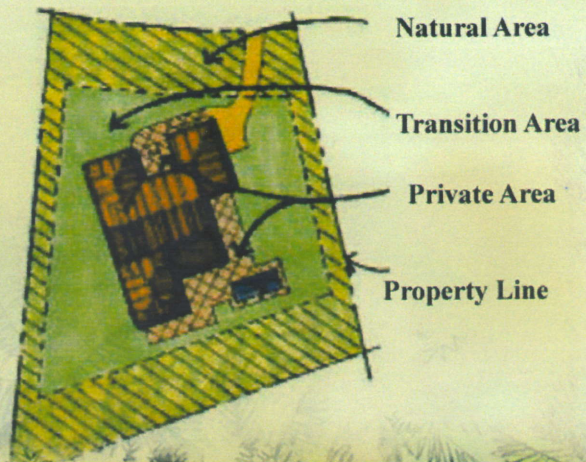 Natural Area
Transition Area
Private Area
Property Line